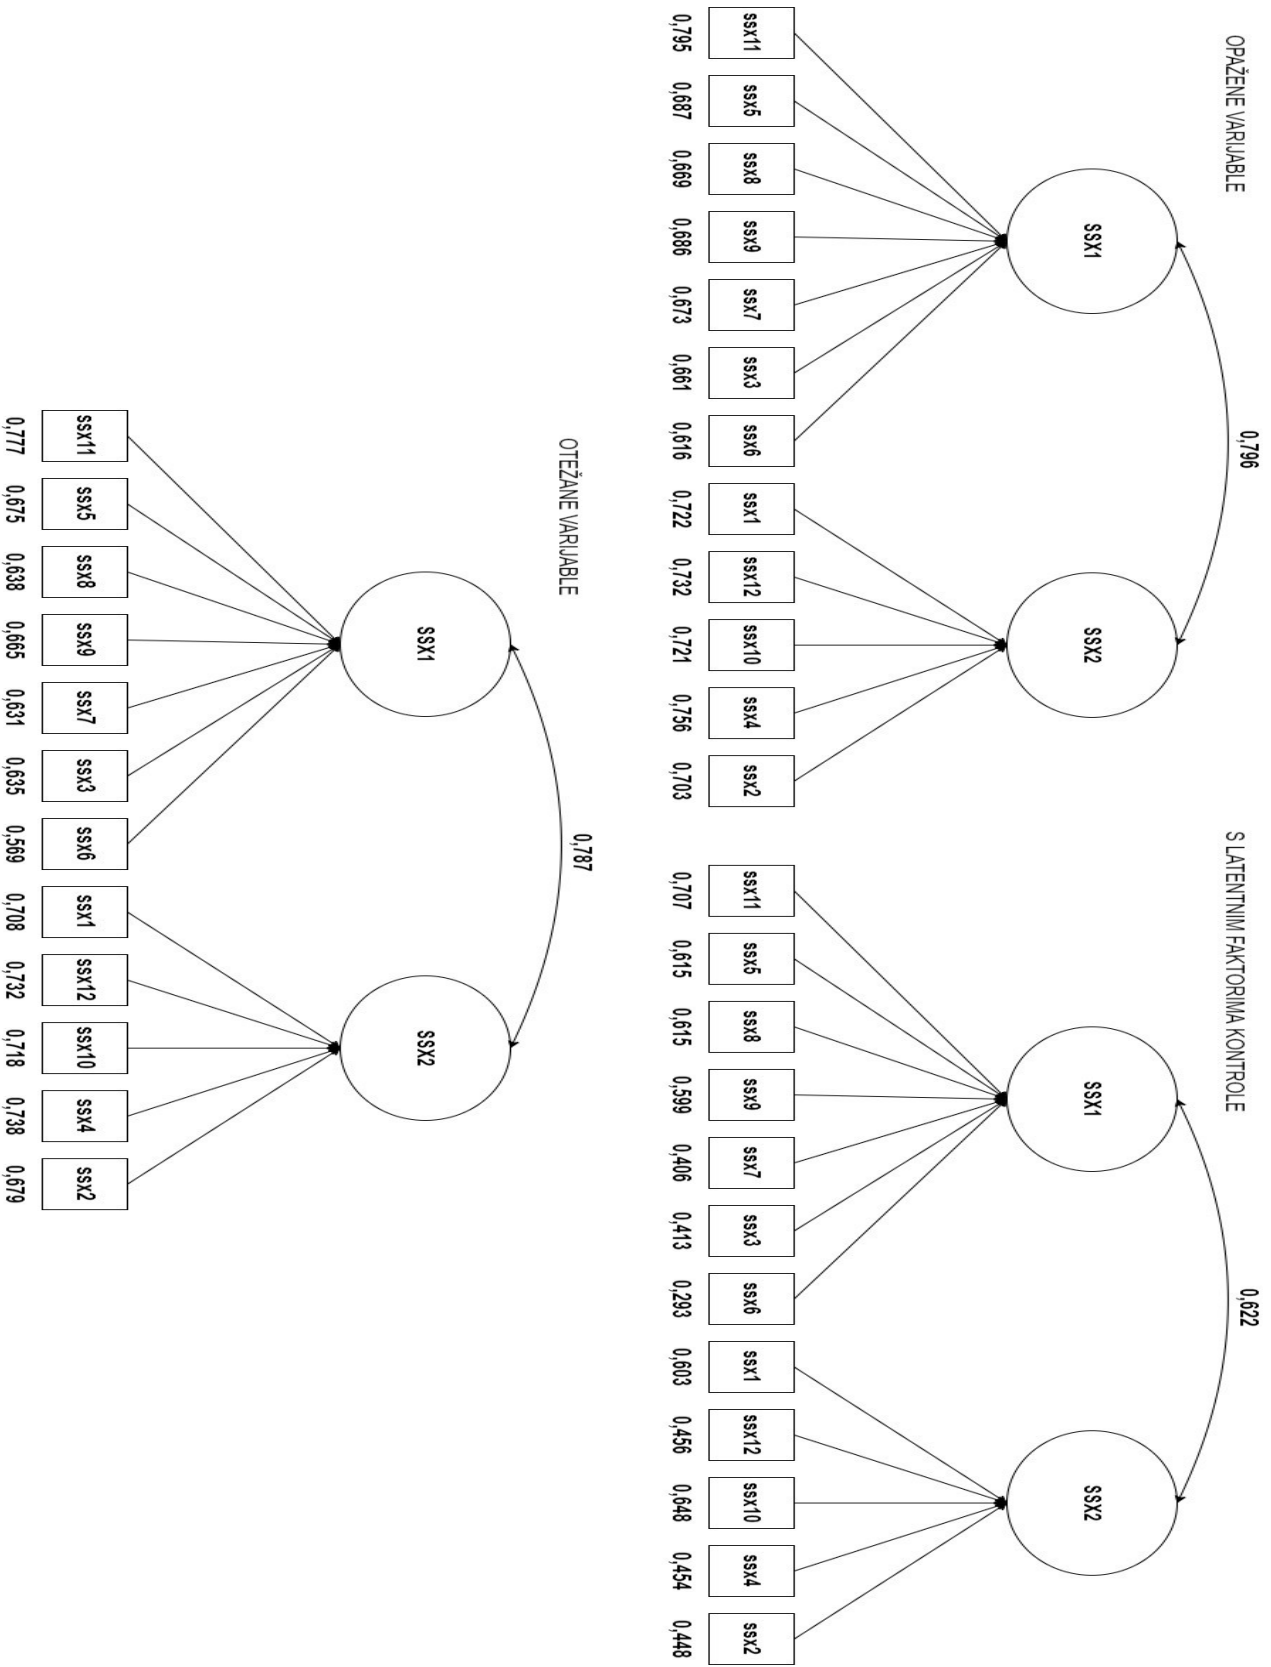 OPAŽENE VARIJABLE
0,796
SSX1
SSX2
ssx11
ssx5
ssx8
ssx9
ssx7
ssx3
ssx6
ssx1
ssx12
ssx10
ssx4
ssx2
0,795
0,687
0,669
0,686
0,673
0,661
0,616
0,722
0,732
0,721
0,756
0,703
S LATENTNIM FAKTORIMA KONTROLE
0,622
SSX1
SSX2
ssx11
ssx5
ssx8
ssx9
ssx7
ssx3
ssx6
ssx1
ssx12
ssx10
ssx4
ssx2
0,707
0,615
0,615
0,599
0,406
0,413
0,293
0,603
0,456
0,648
0,454
0,448
OTEŽANE VARIJABLE
0,787
SSX1
SSX2
ssx11
ssx5
ssx8
ssx9
ssx7
ssx3
ssx6
ssx1
ssx12
ssx10
ssx4
ssx2
0,777
0,675
0,638
0,665
0,631
0,635
0,569
0,708
0,732
0,718
0,738
0,679